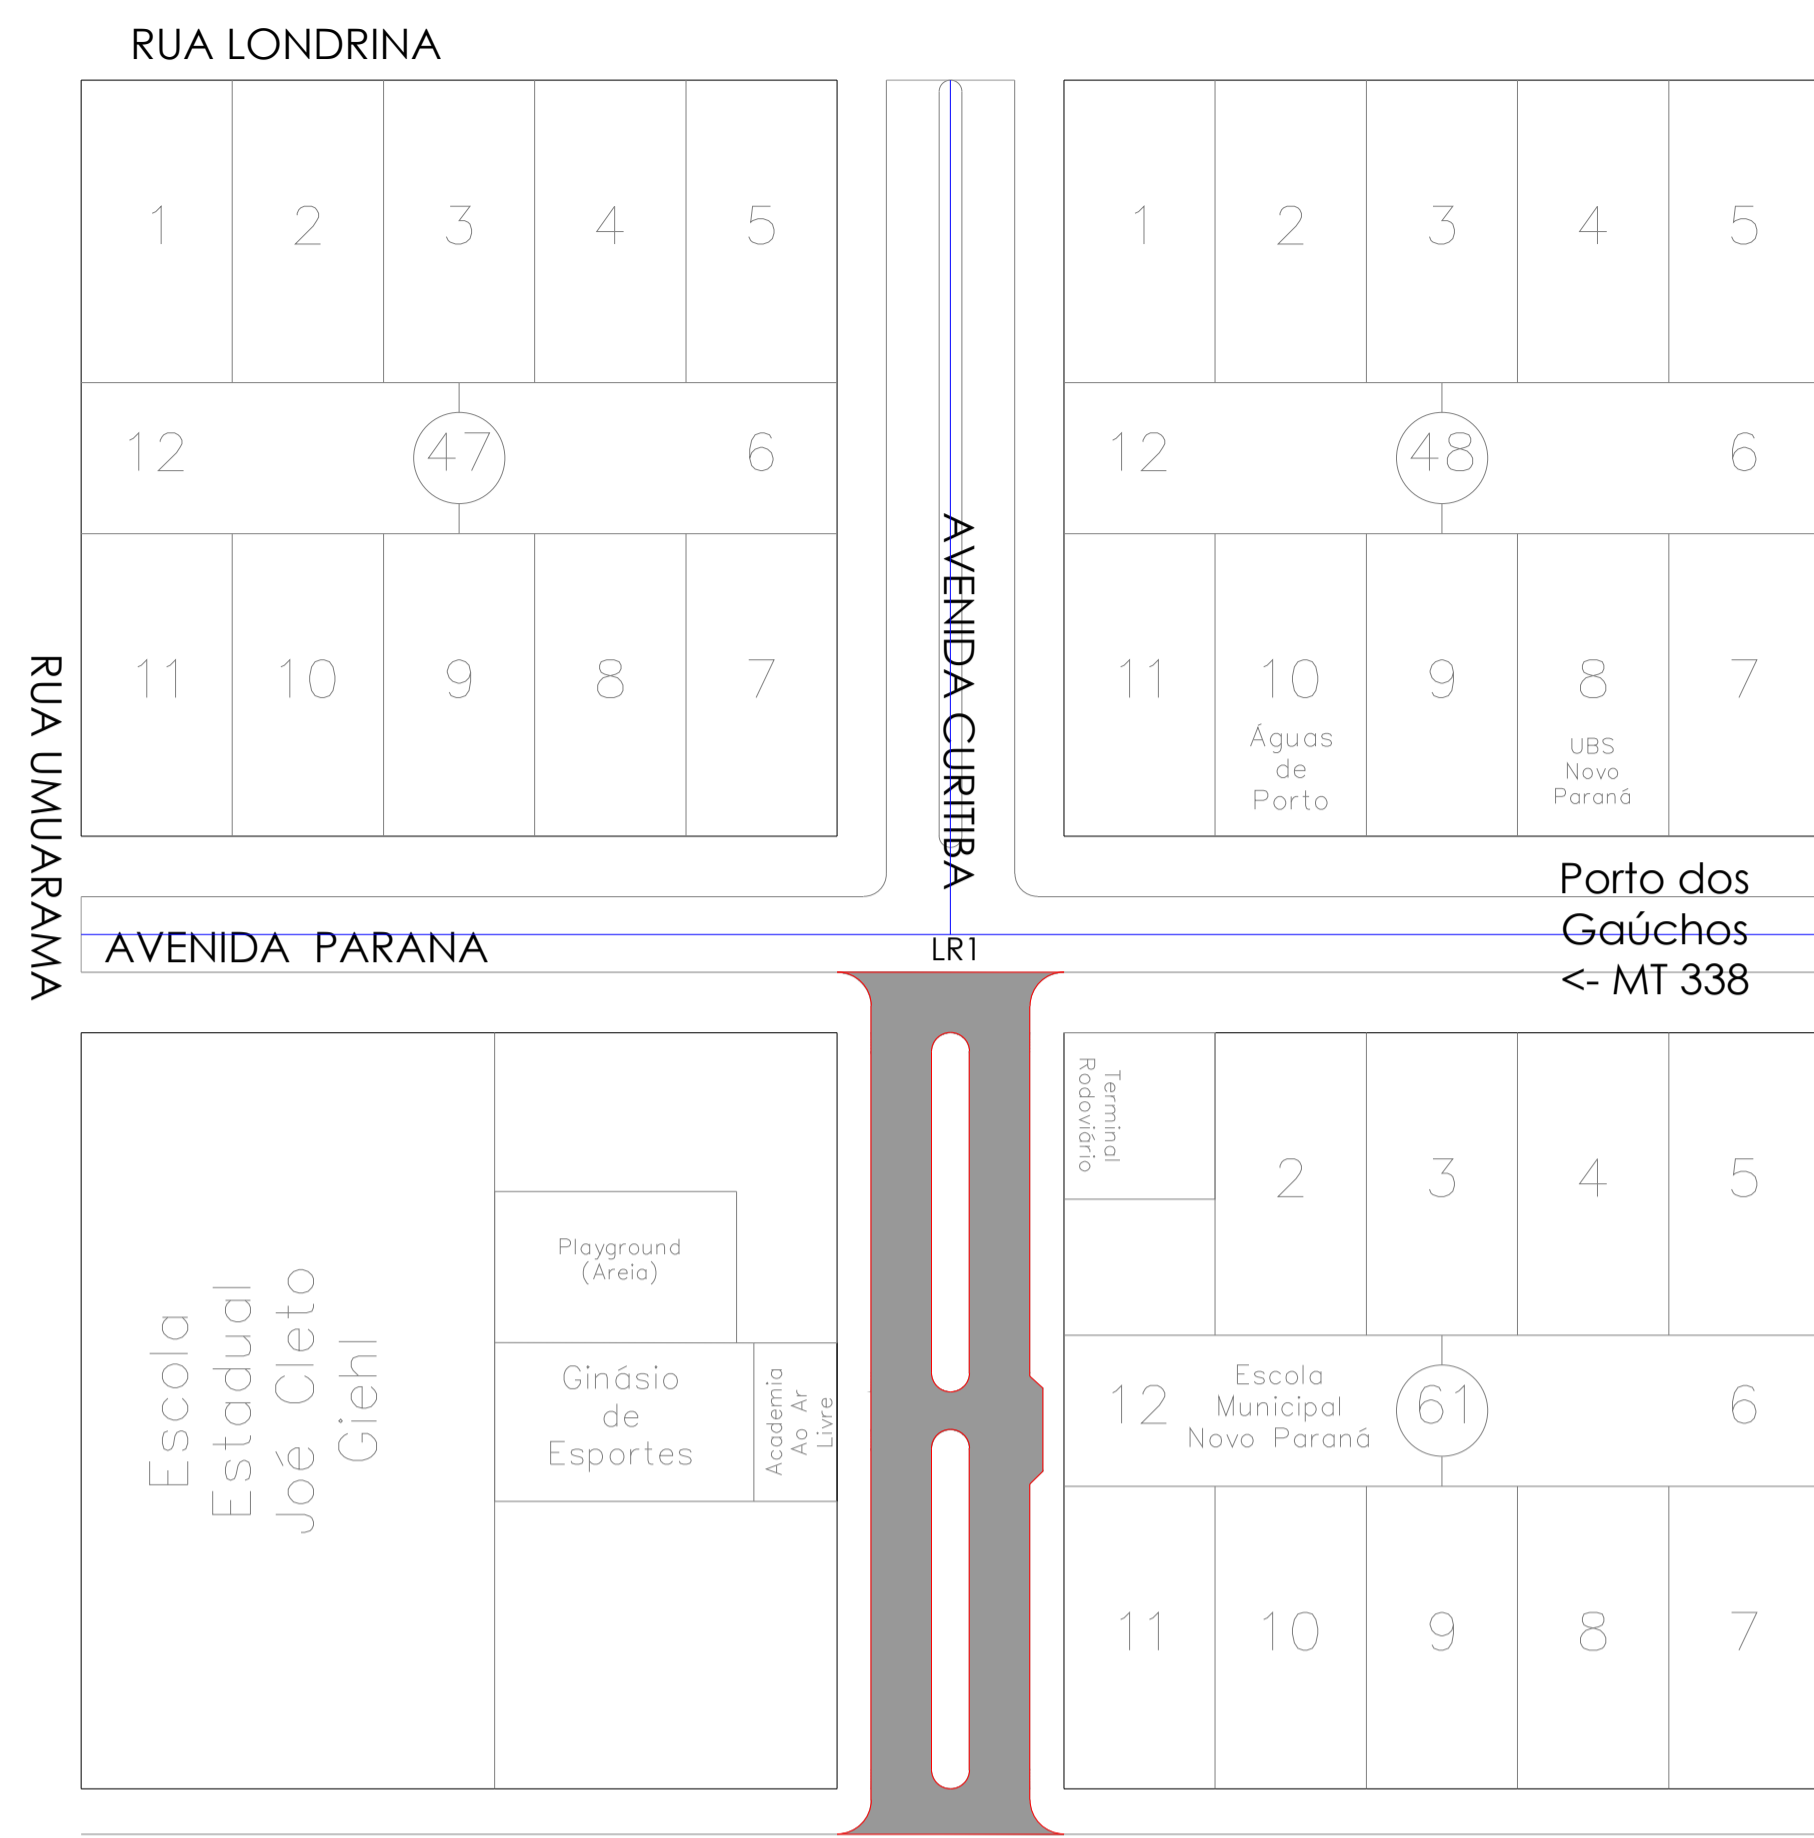 RUA LONDRINA
1 2 3 4 5
1 2 3 4 5
12 47 6
12 48 6
AVENIDA CURITIBA
11 10 9 8 7
11 10 9 8 7
Águas
de
Porto
UBS
Novo
Paraná
RUA UMUARAMA
Porto dos
Gaúchos
<- MT 338
AVENIDA PARANA
LR1
Terminal
Rodoviário
2 3 4 5
Playground
(Areia)
Escola
Estadual
Joé Cleto
Giehl
Ginásio
de
Esportes
Academia
Ao Ar
Livre
12
Escola
Municipal
Novo Paraná
61
6
11 10 9 8 7